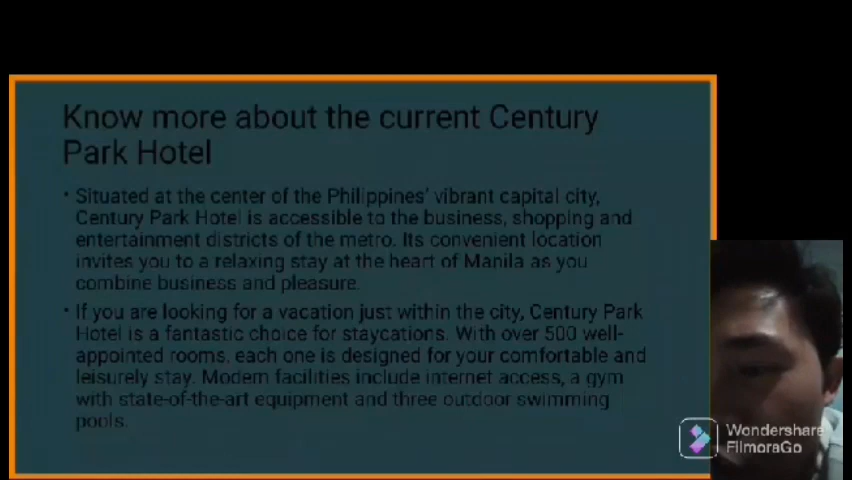 Know more about the current Century
Park Hotel
• Situated at the center of the Philippines' vibrant capital city,
Century Park Hotel is accessible to the business, shopping and
entertainment districts of the metro. Its convenient location
invites you to a relaxing stay at the heart of Manila as you
combine business and pleasure.
• If you are looking for a vacation just within the city, Century Park
Hotel is a fantastic choice for staycations. With over 500 well-
appointed rooms, each one is designed for your comfortable and
leisurely stay. Modern facilities include internet access, a gym
with state-of-the-art equipment and three outdoor swimming
pools.
Wondershare
FilmoraGo